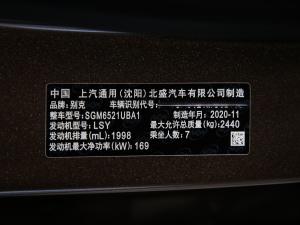 中国 上汽通用(沈阳)北盛汽车有限公司制造
品牌:别克 车辆识别代号:
整车型号:SGM6521UBA1 制造年月:2020-11
发动机型号:LSY 最大允许总质量(kg):2440
发动机排量(mL):1998 乘坐人数:7
发动机最大净功率(kW):169